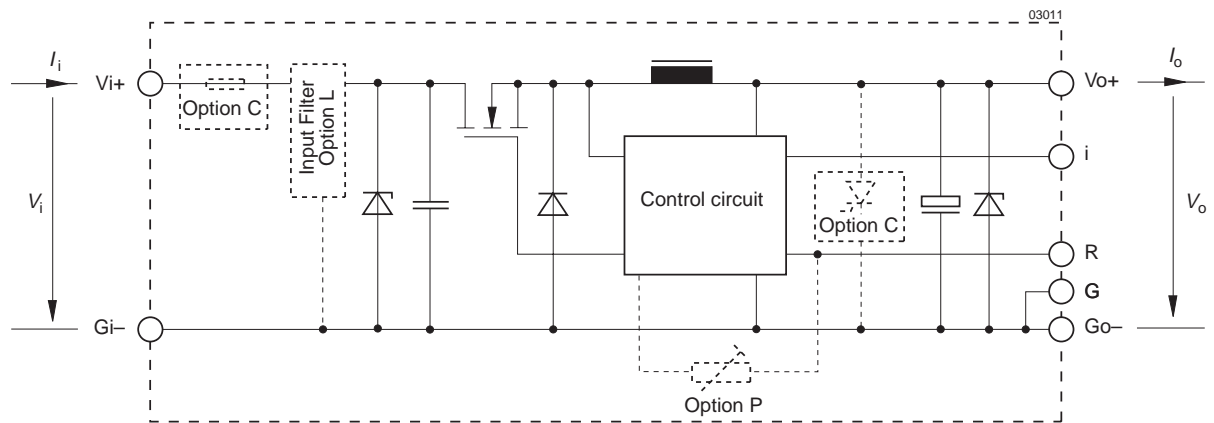 03011
Ii
Io
Vi+
Vo+
Option C
Input Filter
Option L
i
Control circuit
Vi
Option C
Vo
R
G
Gi–
Go–
Option P